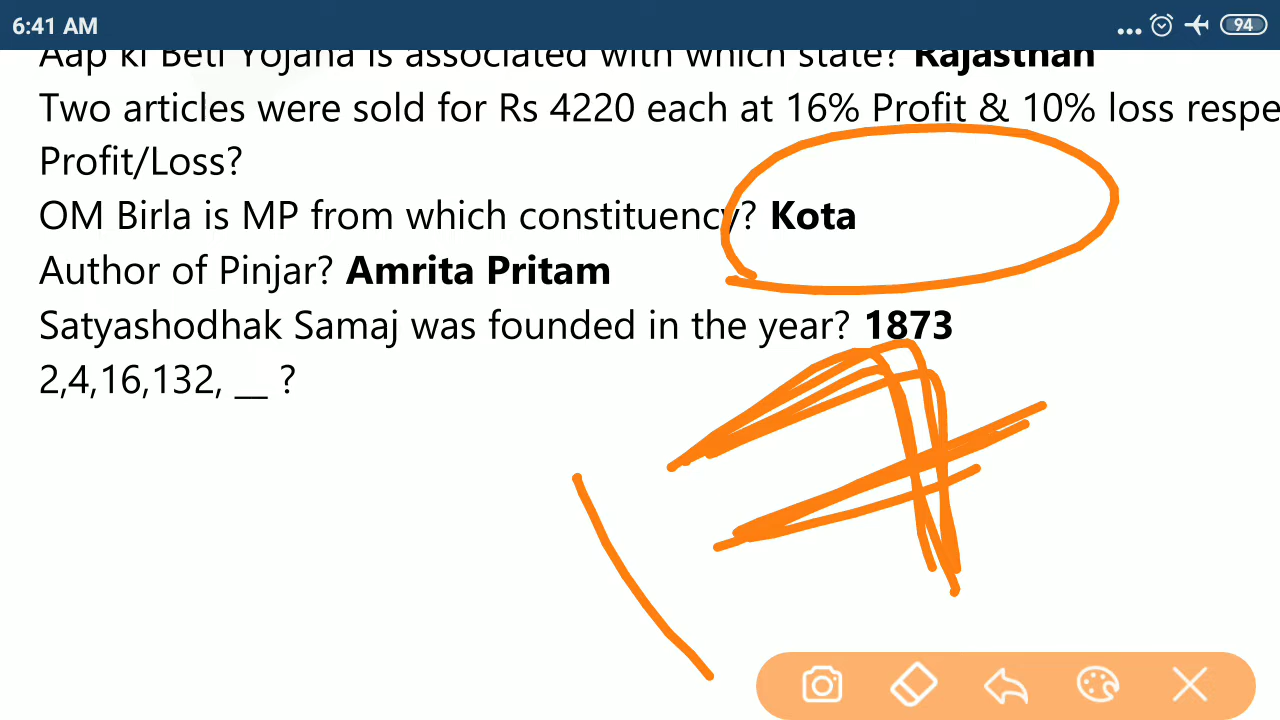 6:41 AM
94
Aap ki Beti Yojana is associated with which state? Rajasthan
Two articles were sold for Rs 4220 each at 16% Profit & 10% loss respe
Profit/Loss?
OM Birla is MP from which constituency? Kota
Author of Pinjar? Amrita Pritam
Satyashodhak Samaj was founded in the year? 1873
2,4,16,132, __ ?